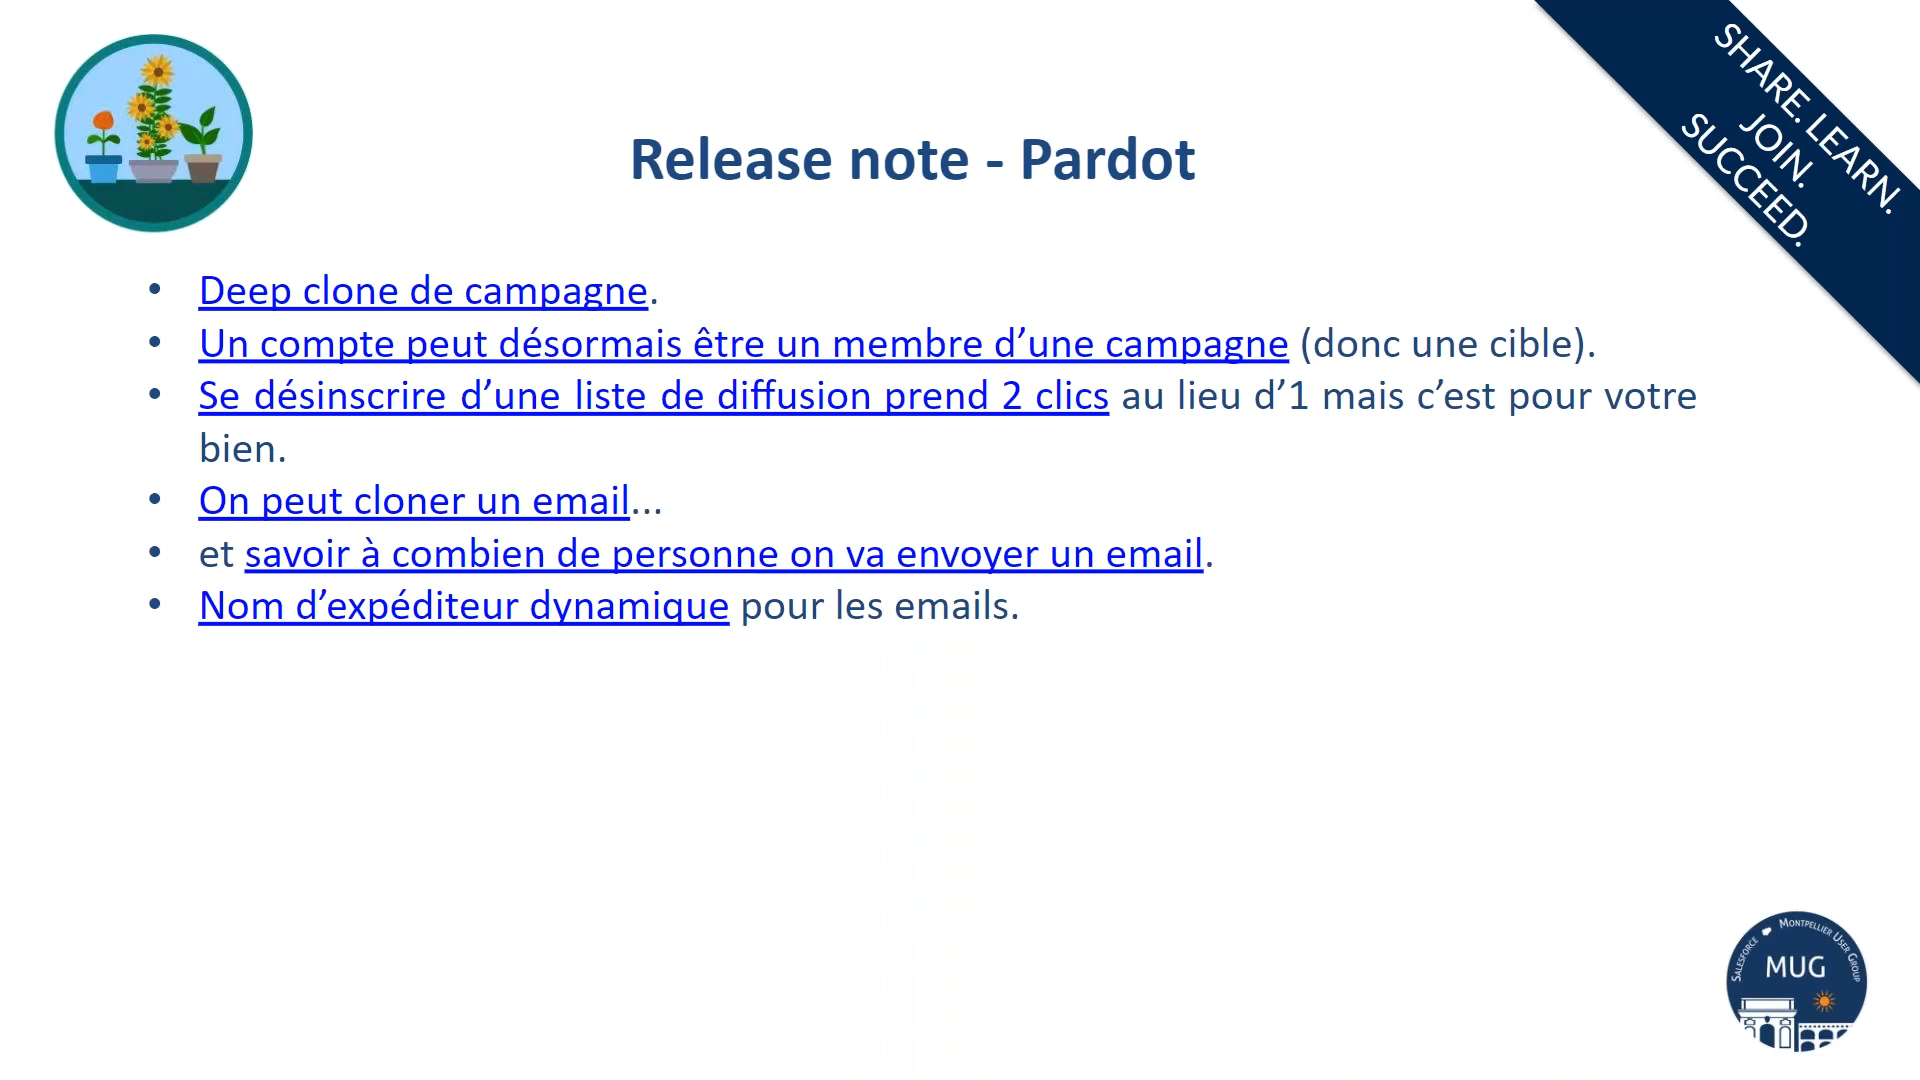 SHARE. LEARN.
JOIN.
SUCCEED.
Release note - Pardot
• Deep clone de campagne.
• Un compte peut désormais être un membre d’une campagne (donc une cible).
• Se désinscrire d’une liste de diffusion prend 2 clics au lieu d’1 mais c’est pour votre
bien.
• On peut cloner un email...
• et savoir à combien de personne on va envoyer un email.
• Nom d’expéditeur dynamique pour les emails.
SALESFORCE MONTPELLIER USER GROUP
MUG